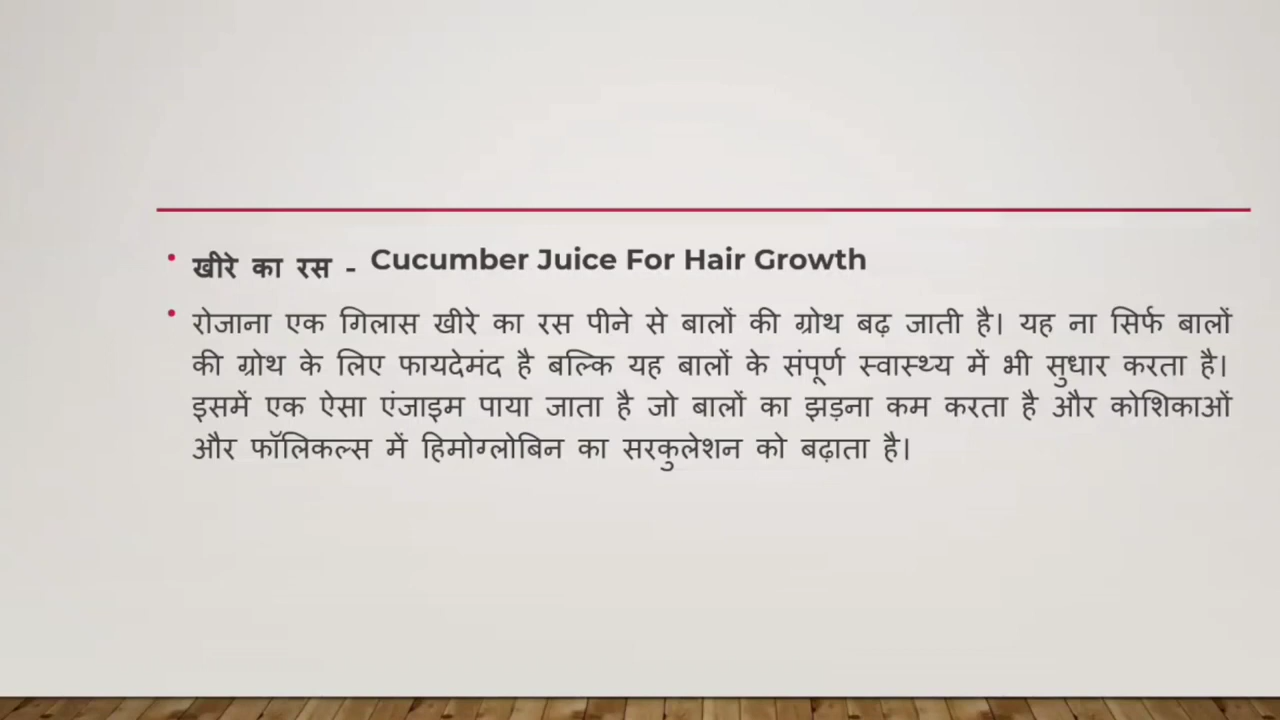 • खीरे का रस - Cucumber Juice For Hair Growth
• रोजाना एक गिलास खीरे का रस पीने से बालों की ग्रोथ बढ़ जाती है। यह ना सिर्फ बालों
की ग्रोथ के लिए फायदेमंद है बल्कि यह बालों के संपूर्ण स्वास्थ्य में भी सुधार करता है।
इसमें एक ऐसा एंजाइम पाया जाता है जो बालों का झड़ना कम करता है और कोशिकाओं
और फॉलिकल्स में हिमोग्लोबिन का सरकुलेशन को बढ़ाता है।